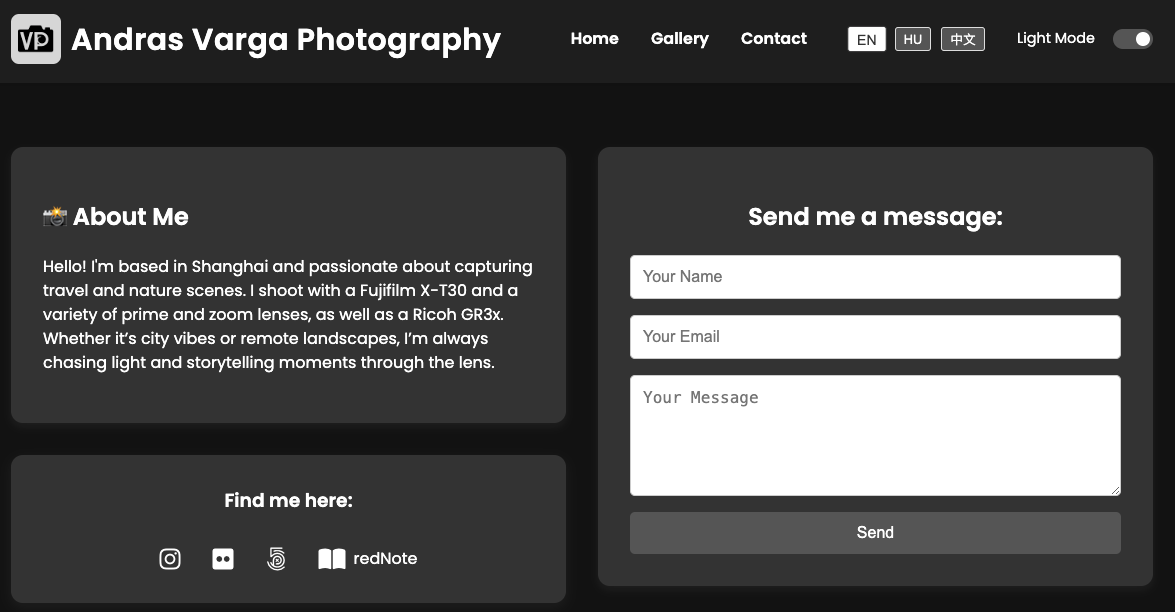 VP
Andras Varga Photography
Home
Gallery
Contact
EN
HU
中文
Light Mode
About Me
Hello! I'm based in Shanghai and passionate about capturing
travel and nature scenes. I shoot with a Fujifilm X-T30 and a
variety of prime and zoom lenses, as well as a Ricoh GR3x.
Whether it’s city vibes or remote landscapes, I’m always
chasing light and storytelling moments through the lens.
Find me here:
redNote
Send me a message:
Your Name
Your Email
Your Message
Send